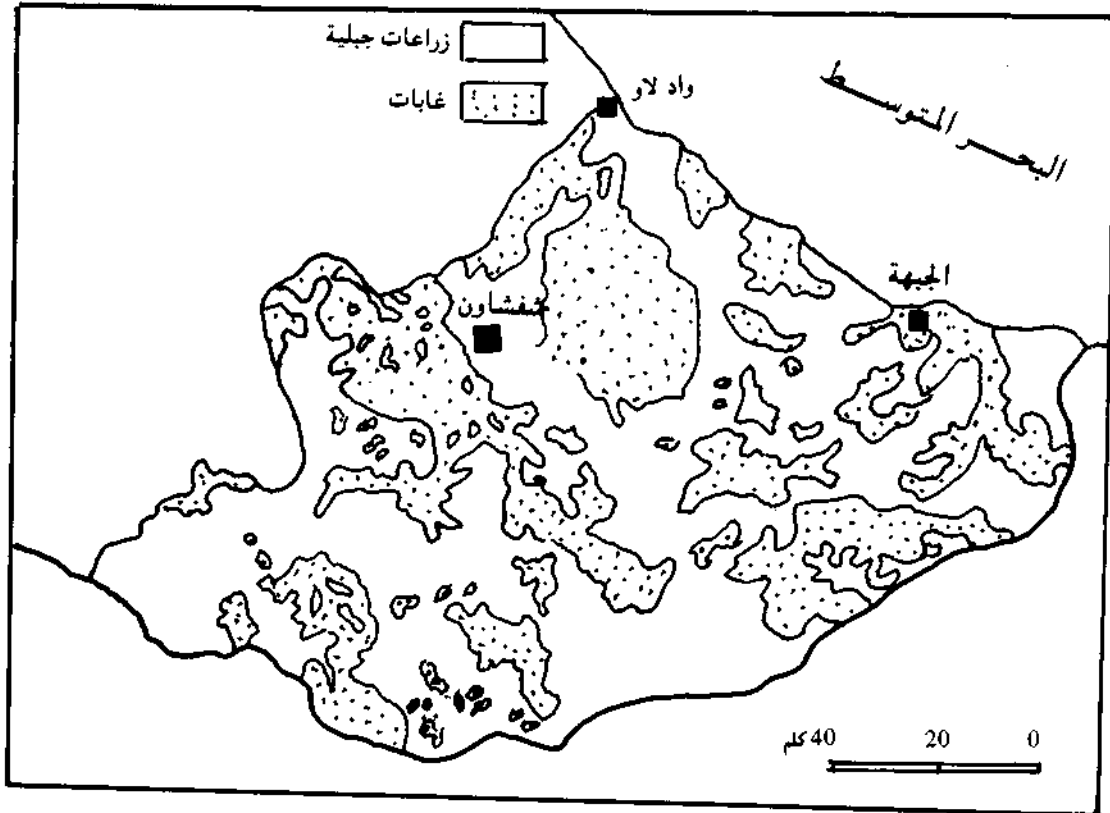 زراعات جبلية
غابات
واد لاو
البحر المتوسط
الجبهة
شفشاون
0 20 40 كلم